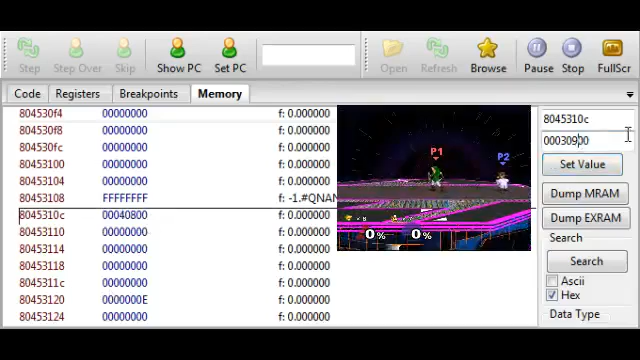 Step Step Over Skip Show PC Set PC Open Refresh Browse Pause Stop FullScr
Code Registers Breakpoints Memory
804530f4 00000000 f: 0.000000
804530f8 00000000 f: 0.000000
804530fc 00000000 f: 0.000000
80453100 00000000 f: 0.000000
80453104 00000000 f: 0.000000
80453108 FFFFFFFF f: -1.#QNAN
8045310c 00040800 f: 0.000000
80453110 00000000 f: 0.000000
80453114 00000000 f: 0.000000
80453118 00000000 f: 0.000000
8045311c 00000000 f: 0.000000
80453120 0000000E f: 0.000000
80453124 00000000 f: 0.000000
P1
P2
0% 0%
8045310c
00030900
Set Value
Dump MRAM
Dump EXRAM
Search
Search
Ascii
Hex
Data Type